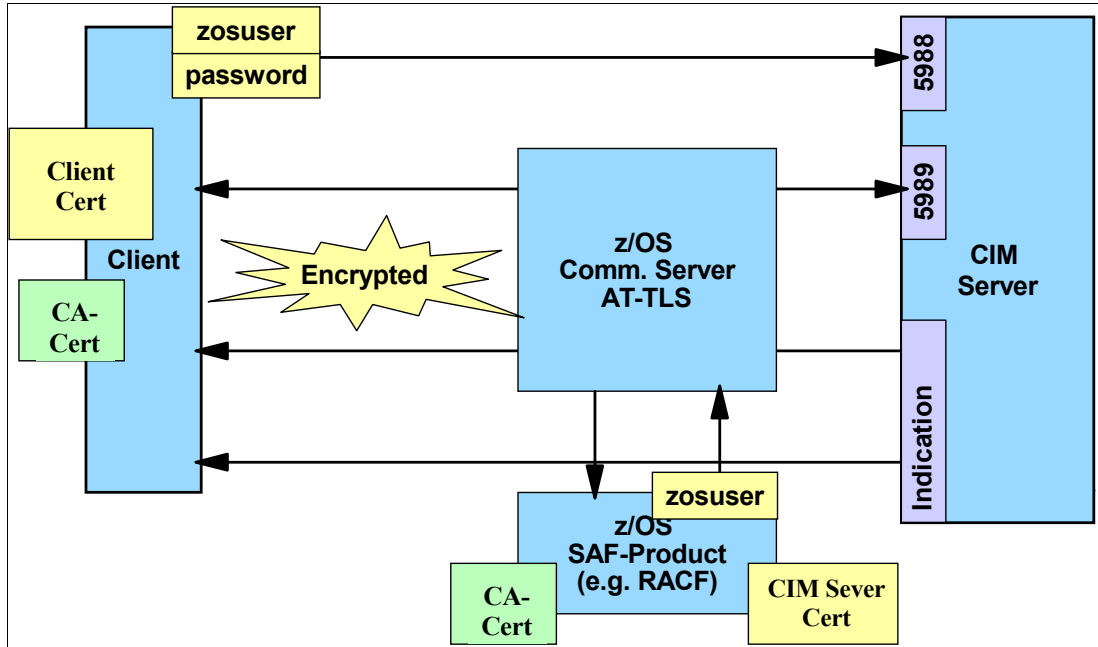 zosuser
password
5988
Client
Cert
5989
Client
Encrypted
z/OS
Comm. Server
AT-TLS
CIM
Server
CA-
Cert
Indication
zosuser
z/OS
SAF-Product
(e.g. RACF)
CA-
Cert
CIM Sever
Cert